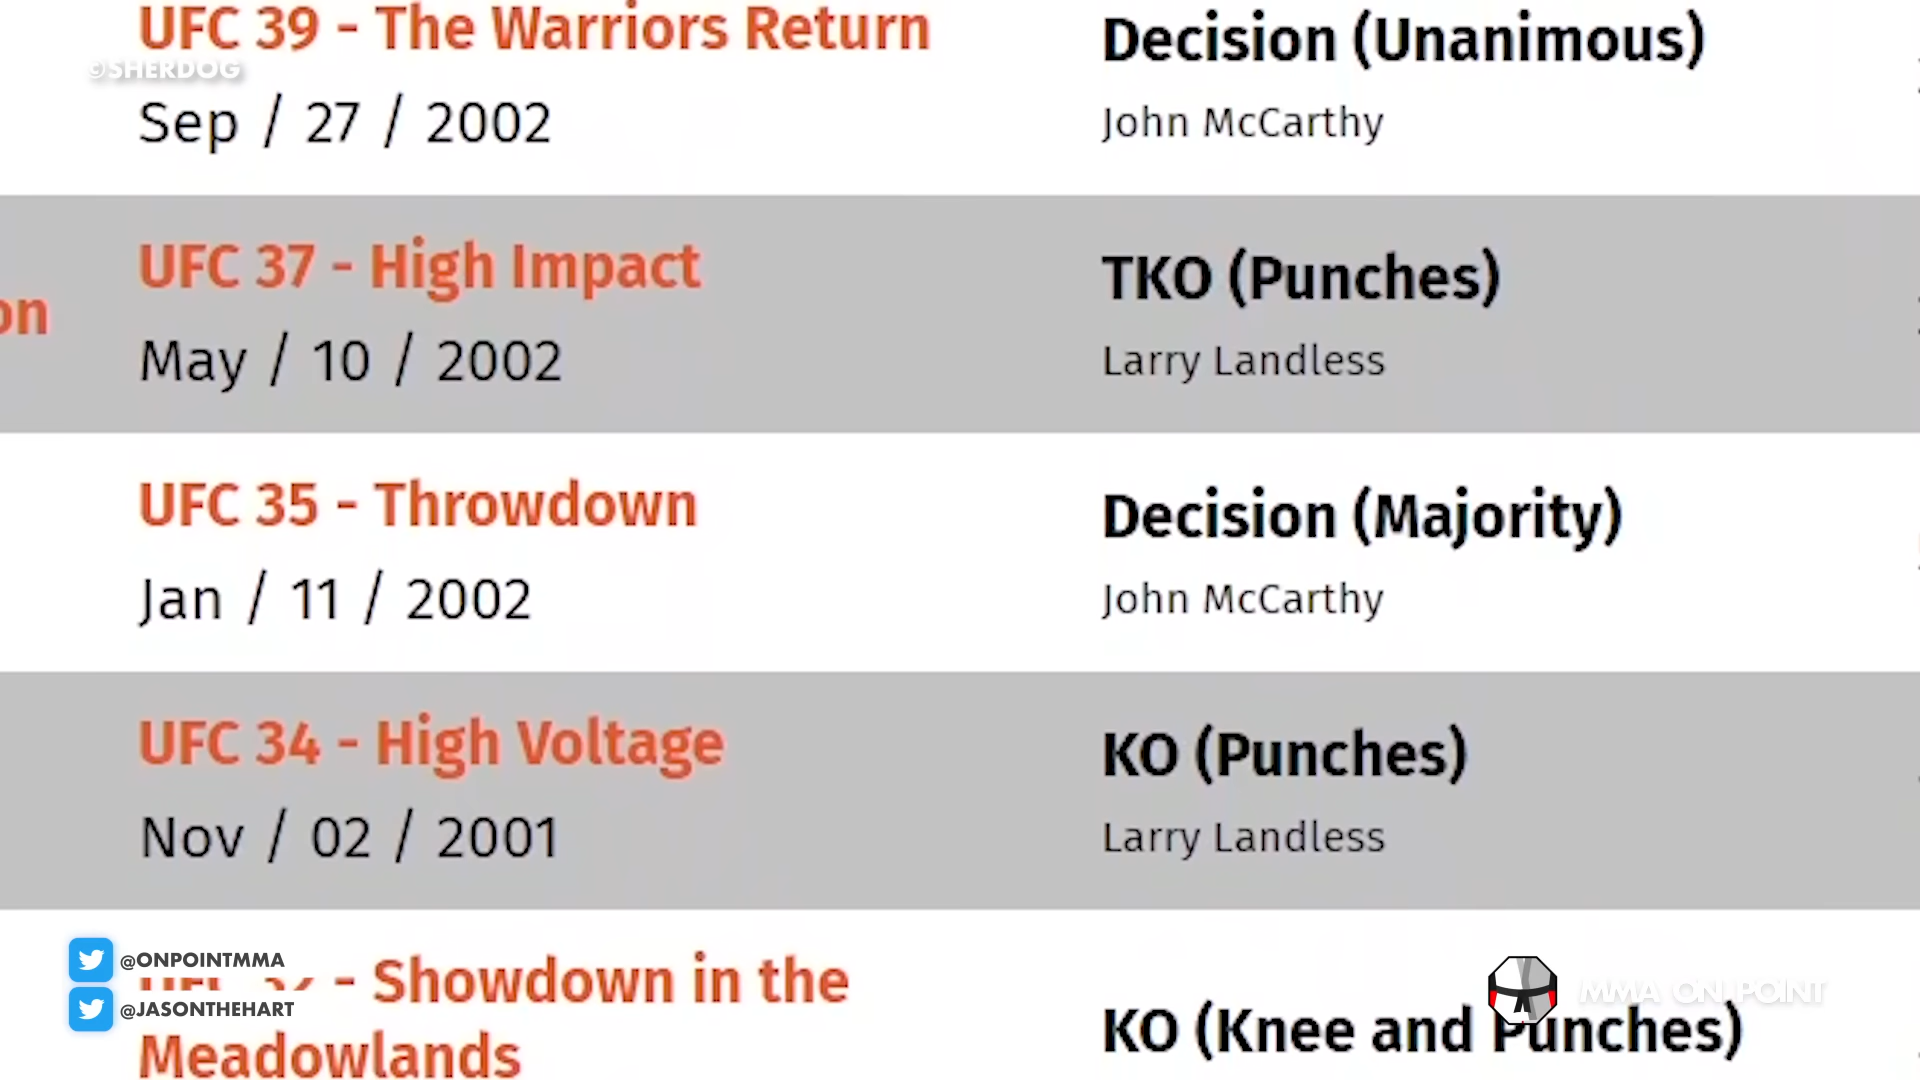 UFC 39 - The Warriors Return
Decision (Unanimous)
©SHERDOG
Sep / 27 / 2002
John McCarthy
UFC 37 - High Impact
TKO (Punches)
on
May / 10 / 2002
Larry Landless
UFC 35 - Throwdown
Decision (Majority)
Jan / 11 / 2002
John McCarthy
UFC 34 - High Voltage
KO (Punches)
Nov / 02 / 2001
Larry Landless
@ONPOINTMMA
UFC 32 - Showdown in the
Meadowlands
@JASONTHEHART
KO (Knee and Punches)
MMA ON POINT